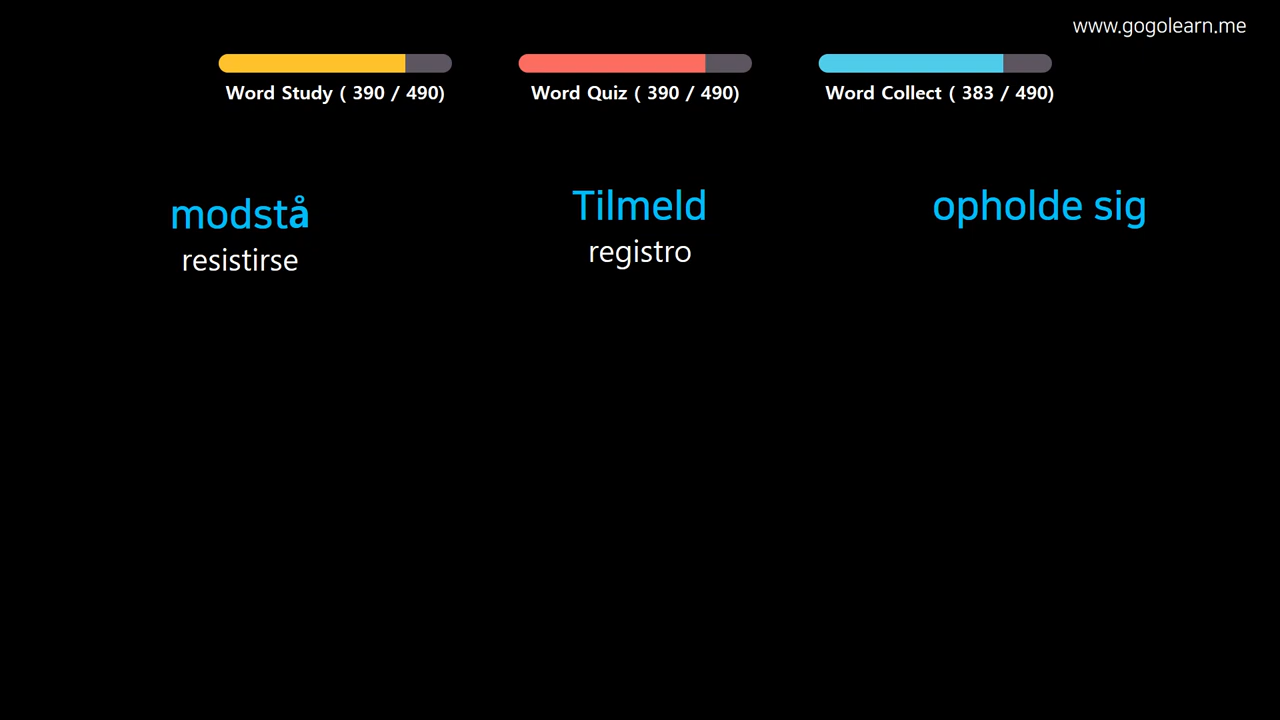 www.gogolearn.me
Word Study ( 390 / 490)
Word Quiz ( 390 / 490)
Word Collect ( 383 / 490)
modstå
resistirse
Tilmeld
registro
opholde sig